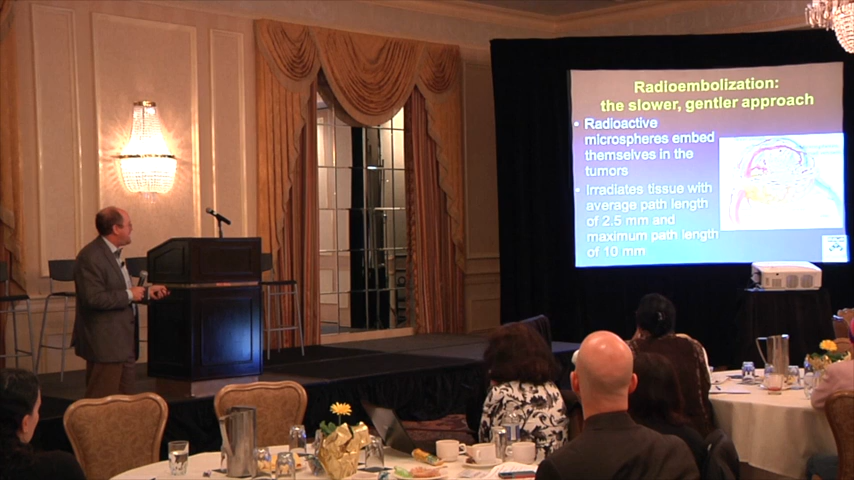 Radioembolization:
the slower, gentler approach
• Radioactive
microspheres embed
themselves in the
tumors
• Irradiates tissue with
average path length
of 2.5 mm and
maximum path length
of 10 mm